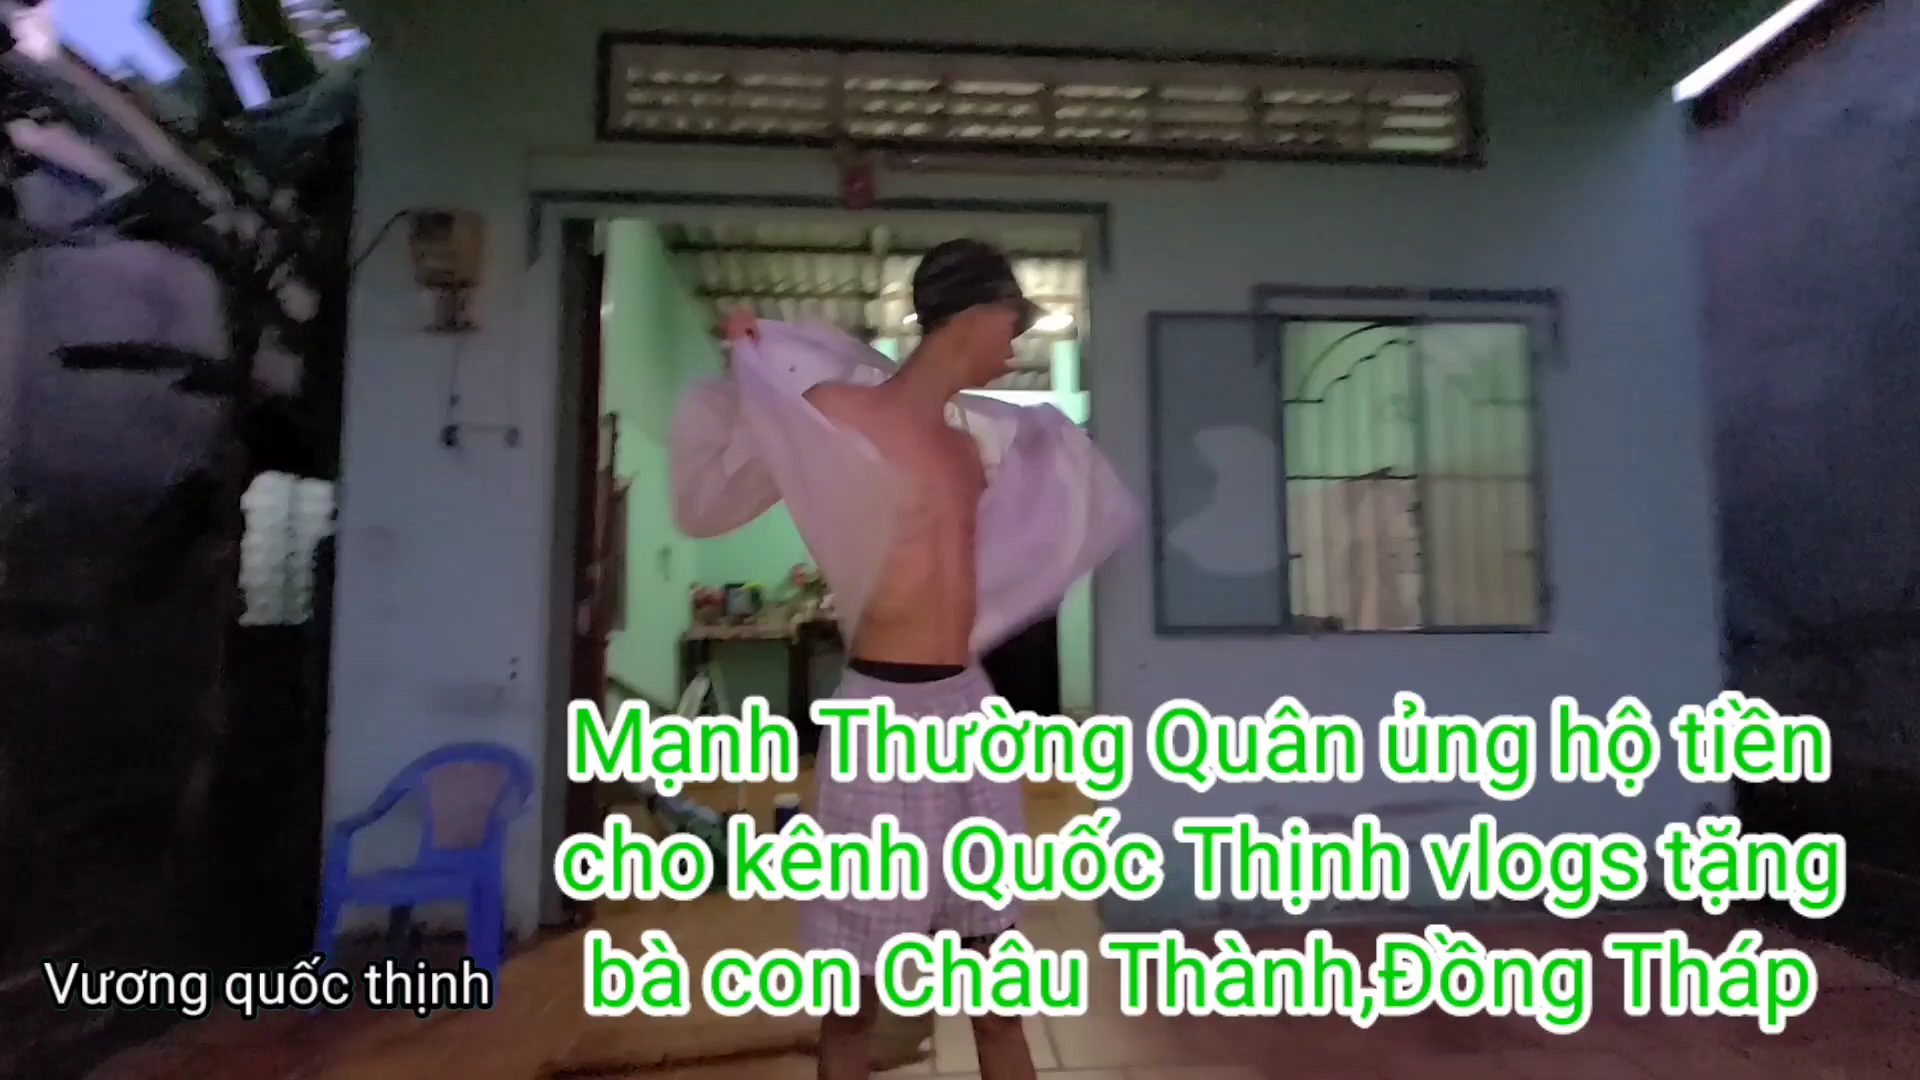 Mạnh Thường Quân ủng hộ tiền
cho kênh Quốc Thịnh vlogs tặng
bà con Châu Thành,Đồng Tháp
Vương quốc thịnh